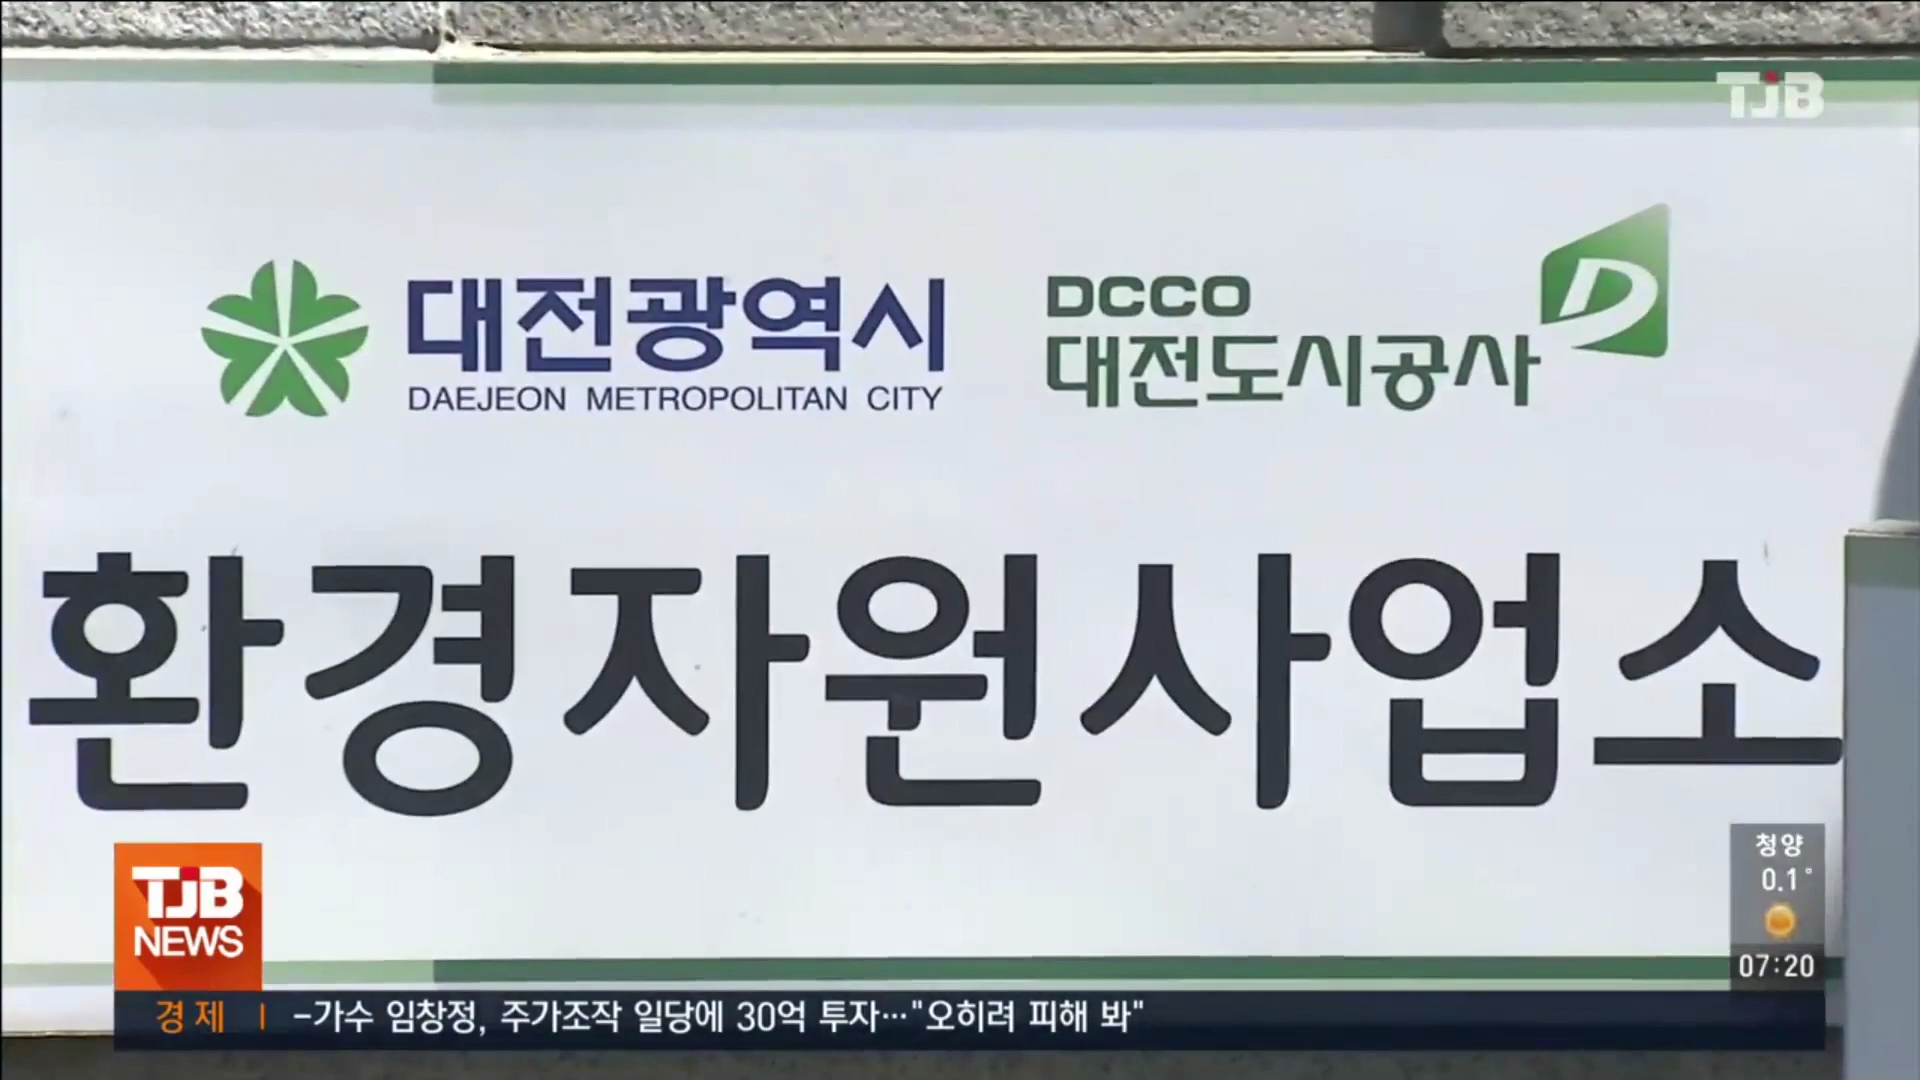 TJB
대전광역시
DAEJEON METROPOLITAN CITY
DCCO
대전도시공사
환경자원사업소
TJB
NEWS
청양
0.1°
07:20
경제 | -가수 임창정, 주가조작 일당에 30억 투자…"오히려 피해 봐"